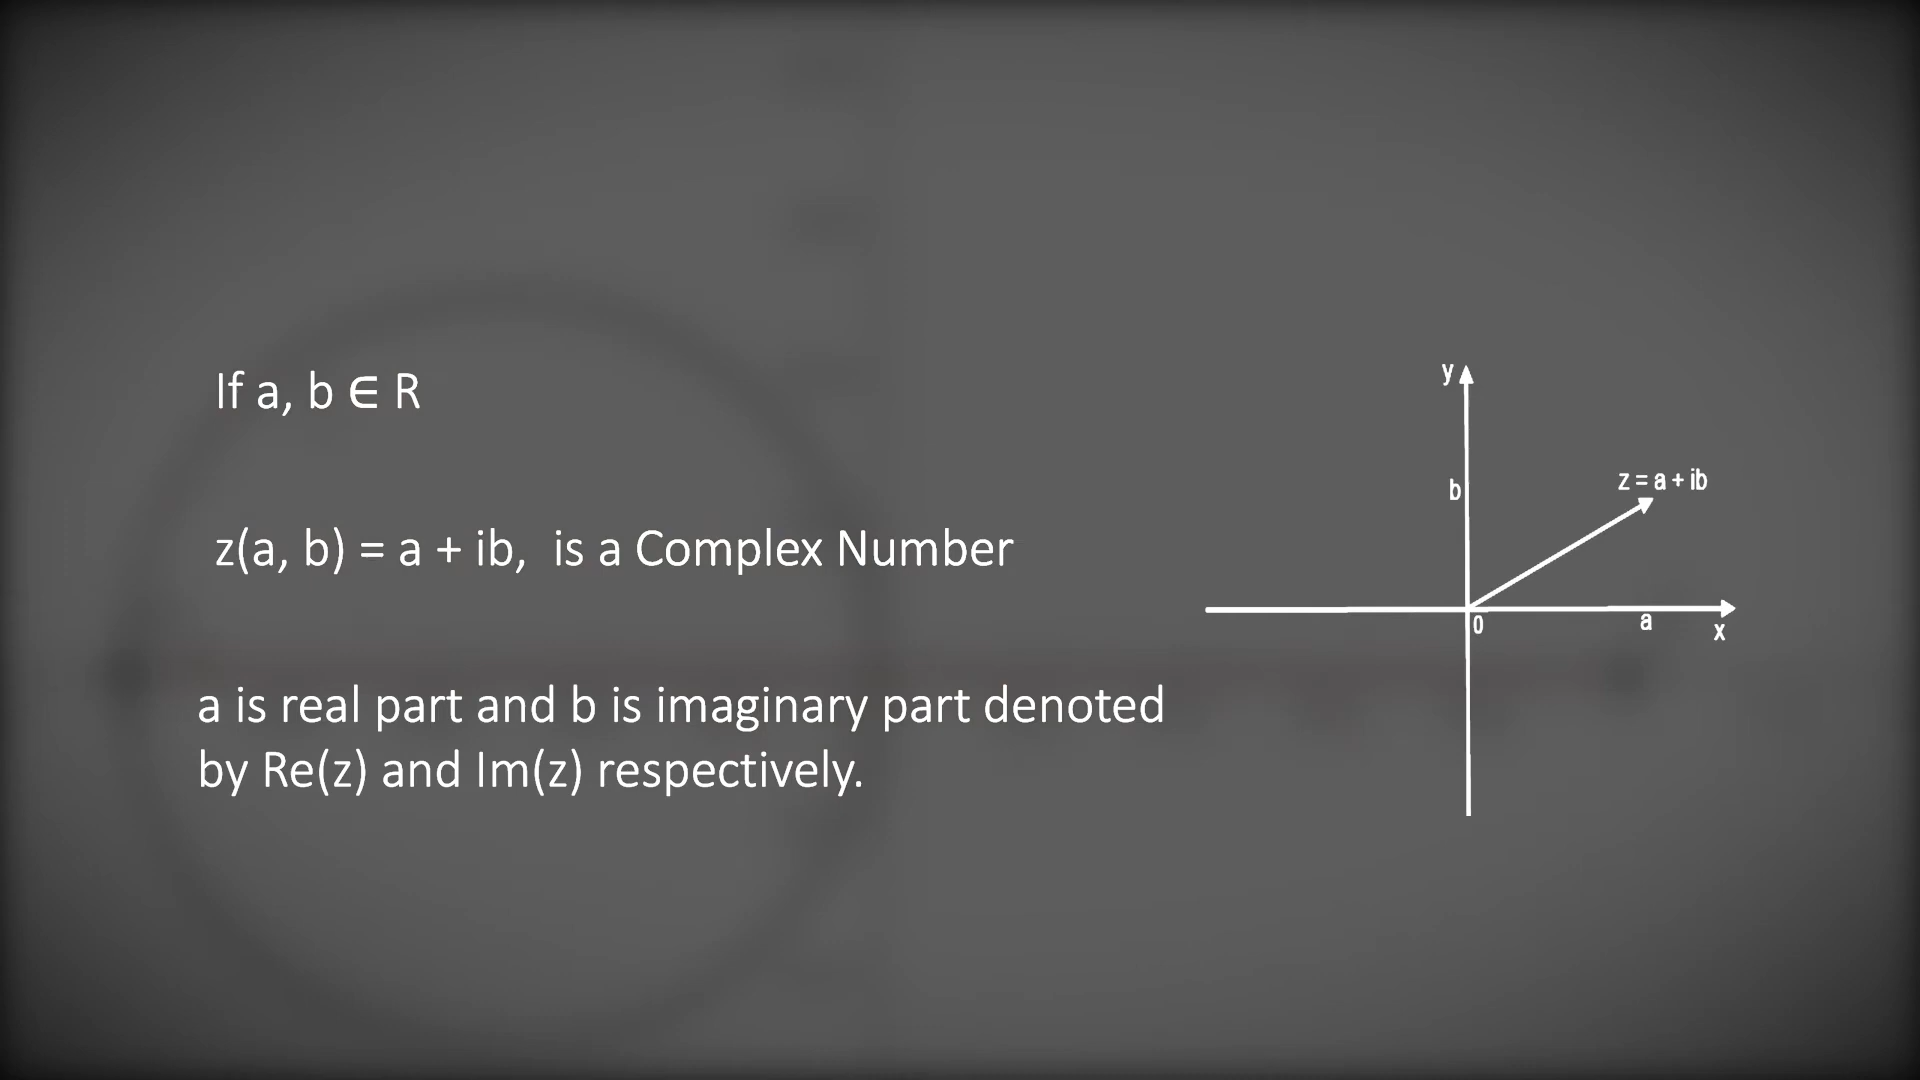 If a, b ∈ R
z(a, b) = a + ib,  is a Complex Number
a is real part and b is imaginary part denoted
by Re(z) and Im(z) respectively.
y
z = a + ib
b
0
a
x